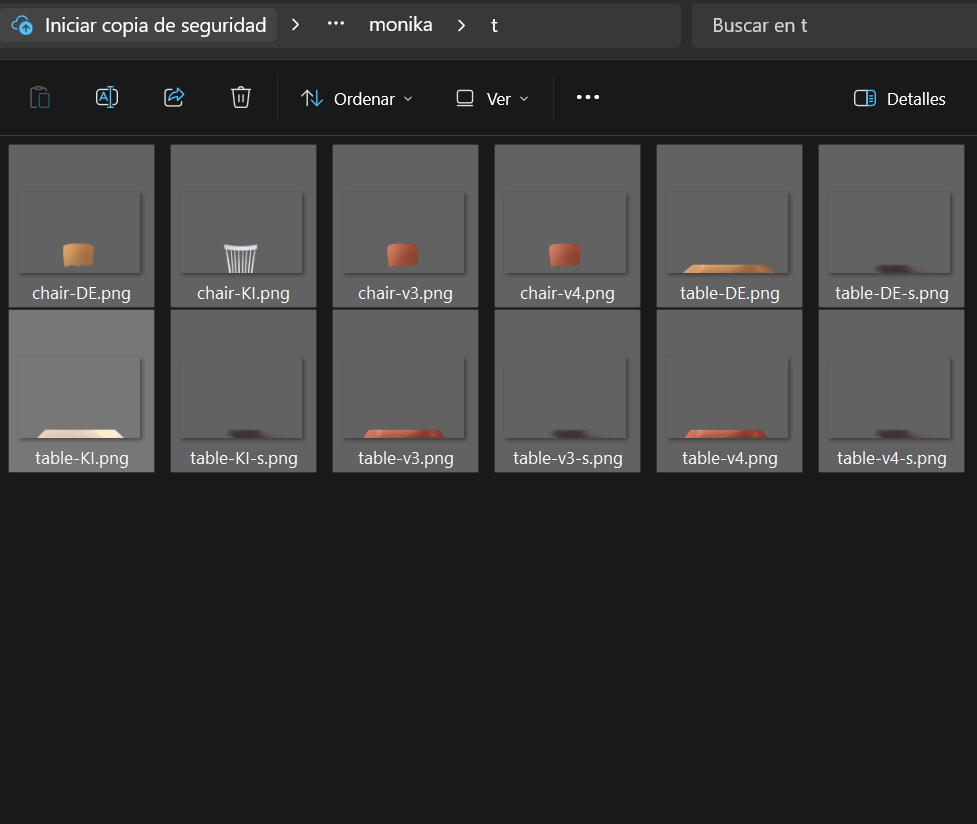 Iniciar copia de seguridad > ... monika > t
Buscar en t
Ordenar
Ver
Detalles
chair-DE.png
chair-KI.png
chair-v3.png
chair-v4.png
table-DE.png
table-DE-s.png
table-KI.png
table-KI-s.png
table-v3.png
table-v3-s.png
table-v4.png
table-v4-s.png